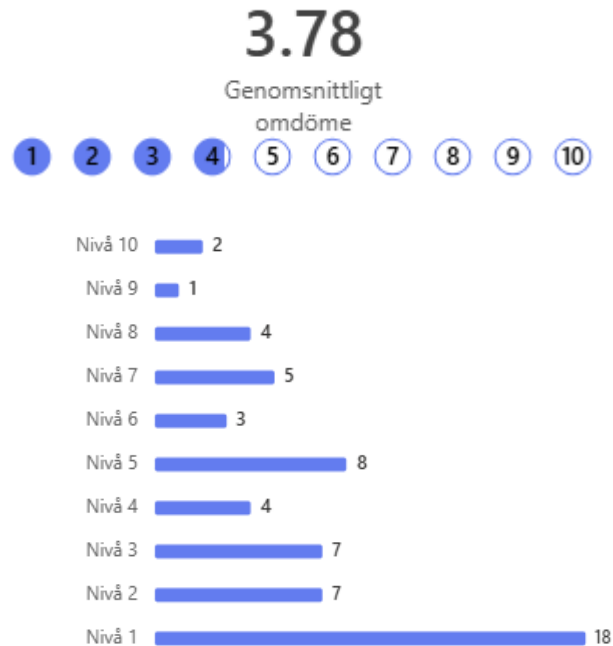 3.78
Genomsnittligt
omdöme
1 2 3 4 5 6 7 8 9 10
Nivå 10 2
Nivå 9 1
Nivå 8 4
Nivå 7 5
Nivå 6 3
Nivå 5 8
Nivå 4 4
Nivå 3 7
Nivå 2 7
Nivå 1 18